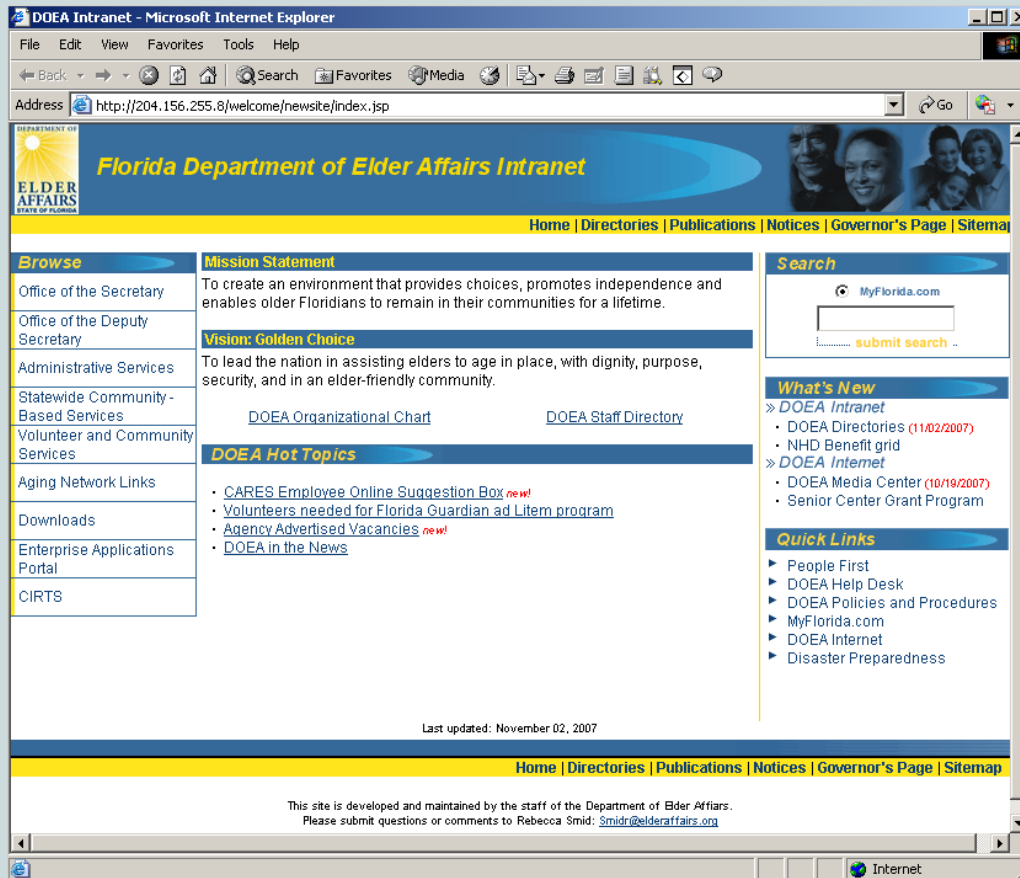 DOEA Intranet - Microsoft Internet Explorer
File Edit View Favorites Tools Help
Back Search Favorites Media
Address http://204.156.255.8/welcome/newsite/index.jsp Go
DEPARTMENT OF
ELDER
AFFAIRS
STATE OF FLORIDA
Florida Department of Elder Affairs Intranet
Home | Directories | Publications | Notices | Governor's Page | Sitemap
Browse
Office of the Secretary
Office of the Deputy
Secretary
Administrative Services
Statewide Community -
Based Services
Volunteer and Community
Services
Aging Network Links
Downloads
Enterprise Applications
Portal
CIRTS
Mission Statement
To create an environment that provides choices, promotes independence and
enables older Floridians to remain in their communities for a lifetime.
Vision: Golden Choice
To lead the nation in assisting elders to age in place, with dignity, purpose,
security, and in an elder-friendly community.
DOEA Organizational Chart DOEA Staff Directory
DOEA Hot Topics
· CARES Employee Online Suggestion Box new!
· Volunteers needed for Florida Guardian ad Litem program
· Agency Advertised Vacancies new!
· DOEA in the News
Search
MyFlorida.com
submit search
What's New
» DOEA Intranet
· DOEA Directories (11/02/2007)
· NHD Benefit grid
» DOEA Internet
· DOEA Media Center (10/19/2007)
· Senior Center Grant Program
Quick Links
People First
DOEA Help Desk
DOEA Policies and Procedures
MyFlorida.com
DOEA Internet
Disaster Preparedness
Last updated: November 02, 2007
Home | Directories | Publications | Notices | Governor's Page | Sitemap
This site is developed and maintained by the staff of the Department of Elder Affiars.
Please submit questions or comments to Rebecca Smid: Smidr@elderaffairs.org
Internet